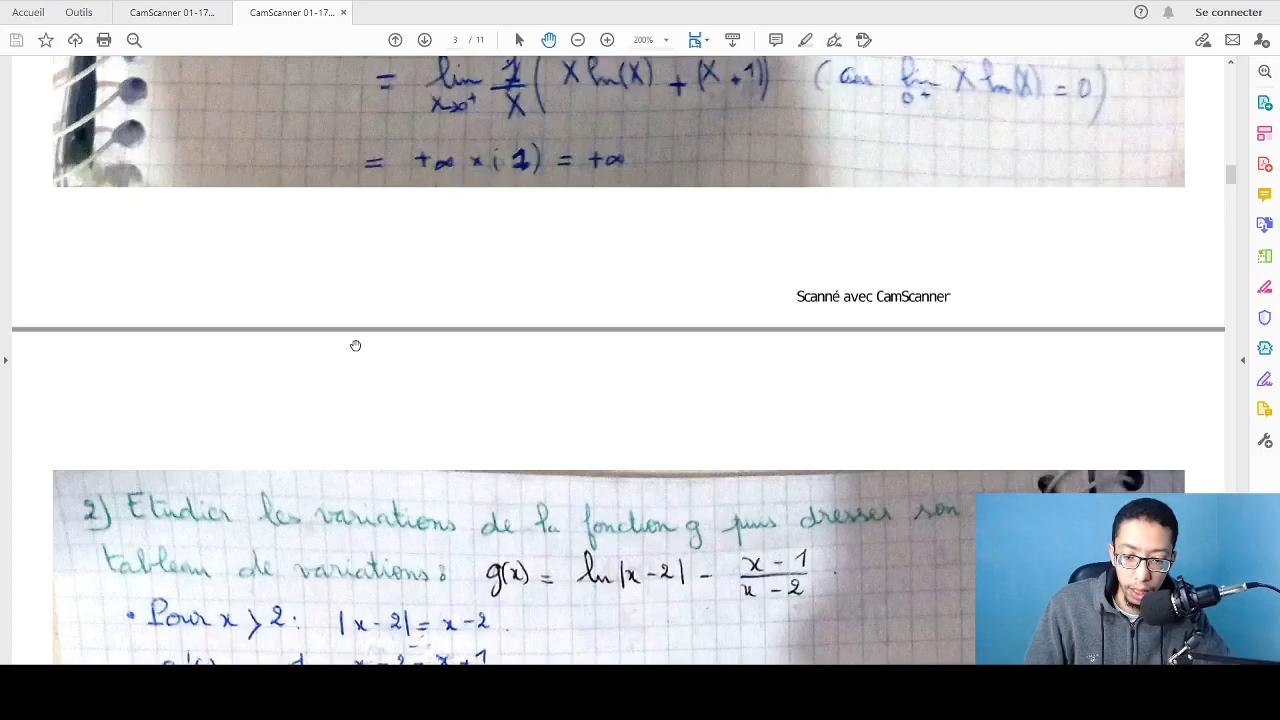 Accueil Outils CamScanner 01-17... CamScanner 01-17... × Se connecter
3 / 11 200%
= lim x→0⁺ 1/X ( X ln(X) + (X + 1) ) ( car lim 0⁺ X ln(X) = 0 )
= +∞ × ( 1 ) = +∞
Scanné avec CamScanner
2) Etudier les variations de la fonction g puis dresser son
tableau de variations : g(x) = ln|x-2| - (x-1)/(x-2) .
• Pour x > 2 : |x-2| = x-2 .